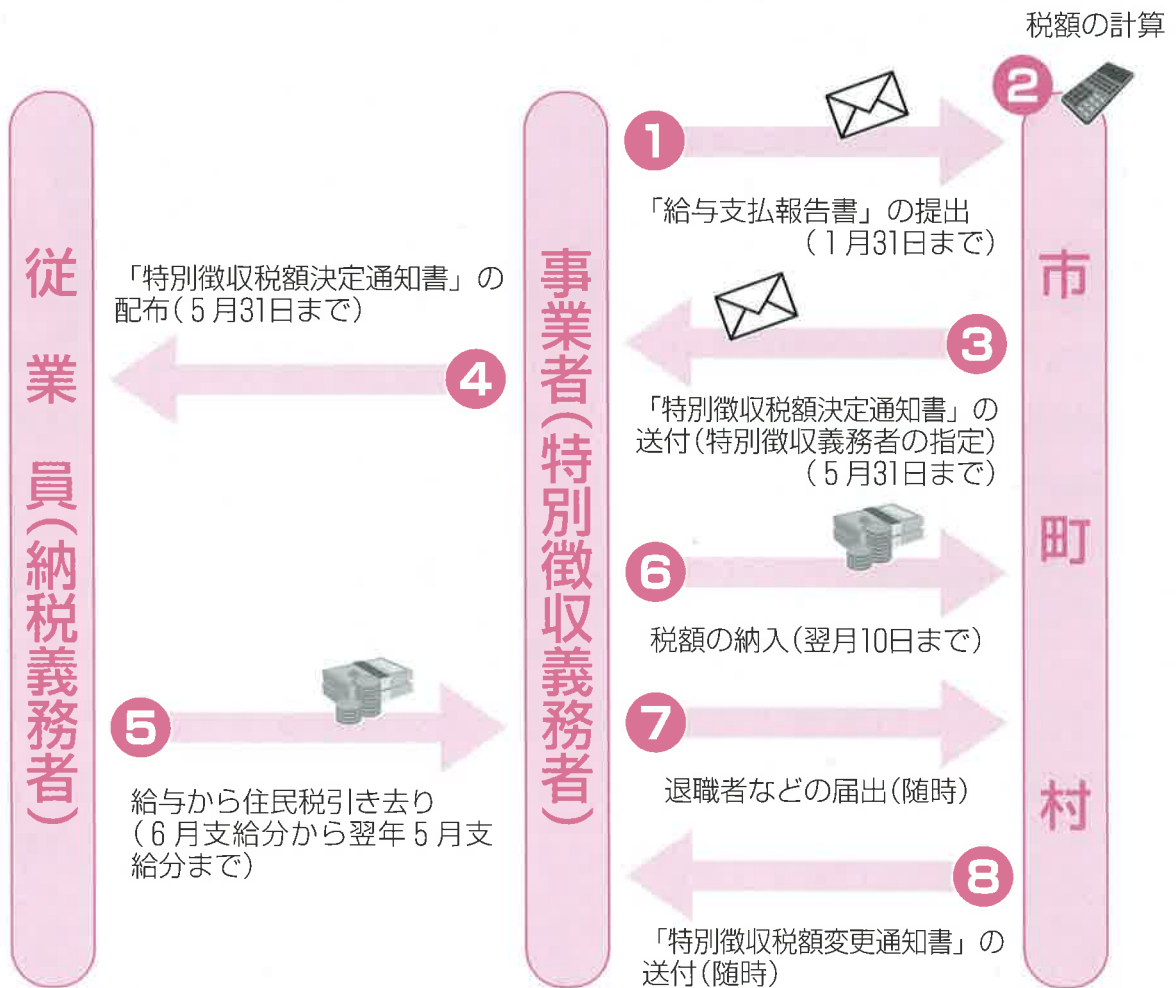 税額の計算
2
1
「給与支払報告書」の提出
(1月31日まで)
3
「特別徴収税額決定通知書」の
送付(特別徴収義務者の指定)
(5月31日まで)
「特別徴収税額決定通知書」の
配布(5月31日まで)
4
5
給与から住民税引き去り
(6月支給分から翌年5月支
給分まで)
6
税額の納入(翌月10日まで)
7
退職者などの届出(随時)
8
「特別徴収税額変更通知書」の
送付(随時)
従業員(納税義務者)
事業者(特別徴収義務者)
市町村